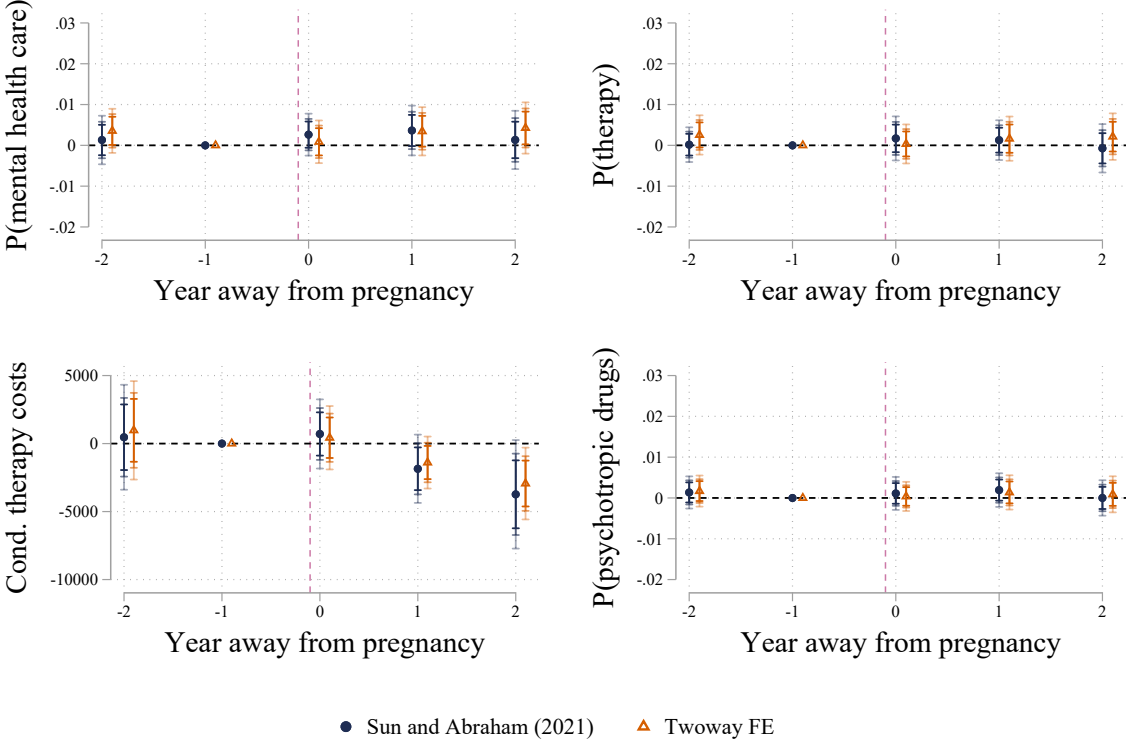 P(mental health care)
.03
.02
.01
0
-.01
-.02
-2 -1 0 1 2
Year away from pregnancy
P(therapy)
.03
.02
.01
0
-.01
-.02
-2 -1 0 1 2
Year away from pregnancy
Cond. therapy costs
5000
0
-5000
-10000
-2 -1 0 1 2
Year away from pregnancy
P(psychotropic drugs)
.03
.02
.01
0
-.01
-.02
-2 -1 0 1 2
Year away from pregnancy
Sun and Abraham (2021) Twoway FE